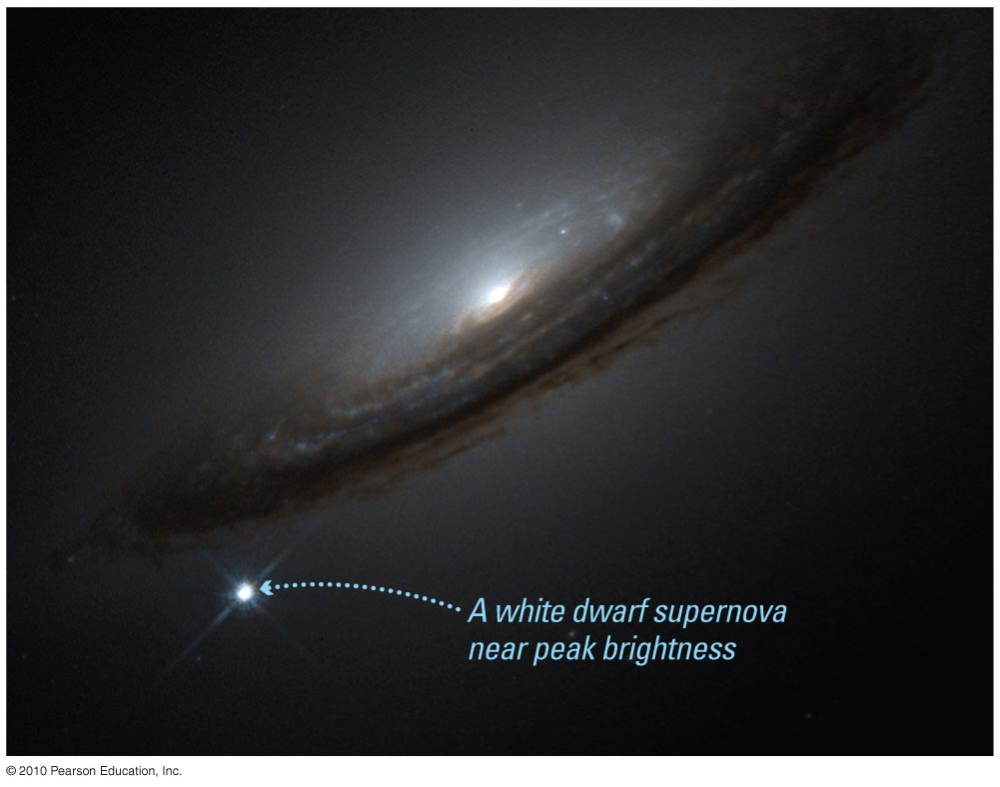 A white dwarf supernova
near peak brightness
© 2010 Pearson Education, Inc.